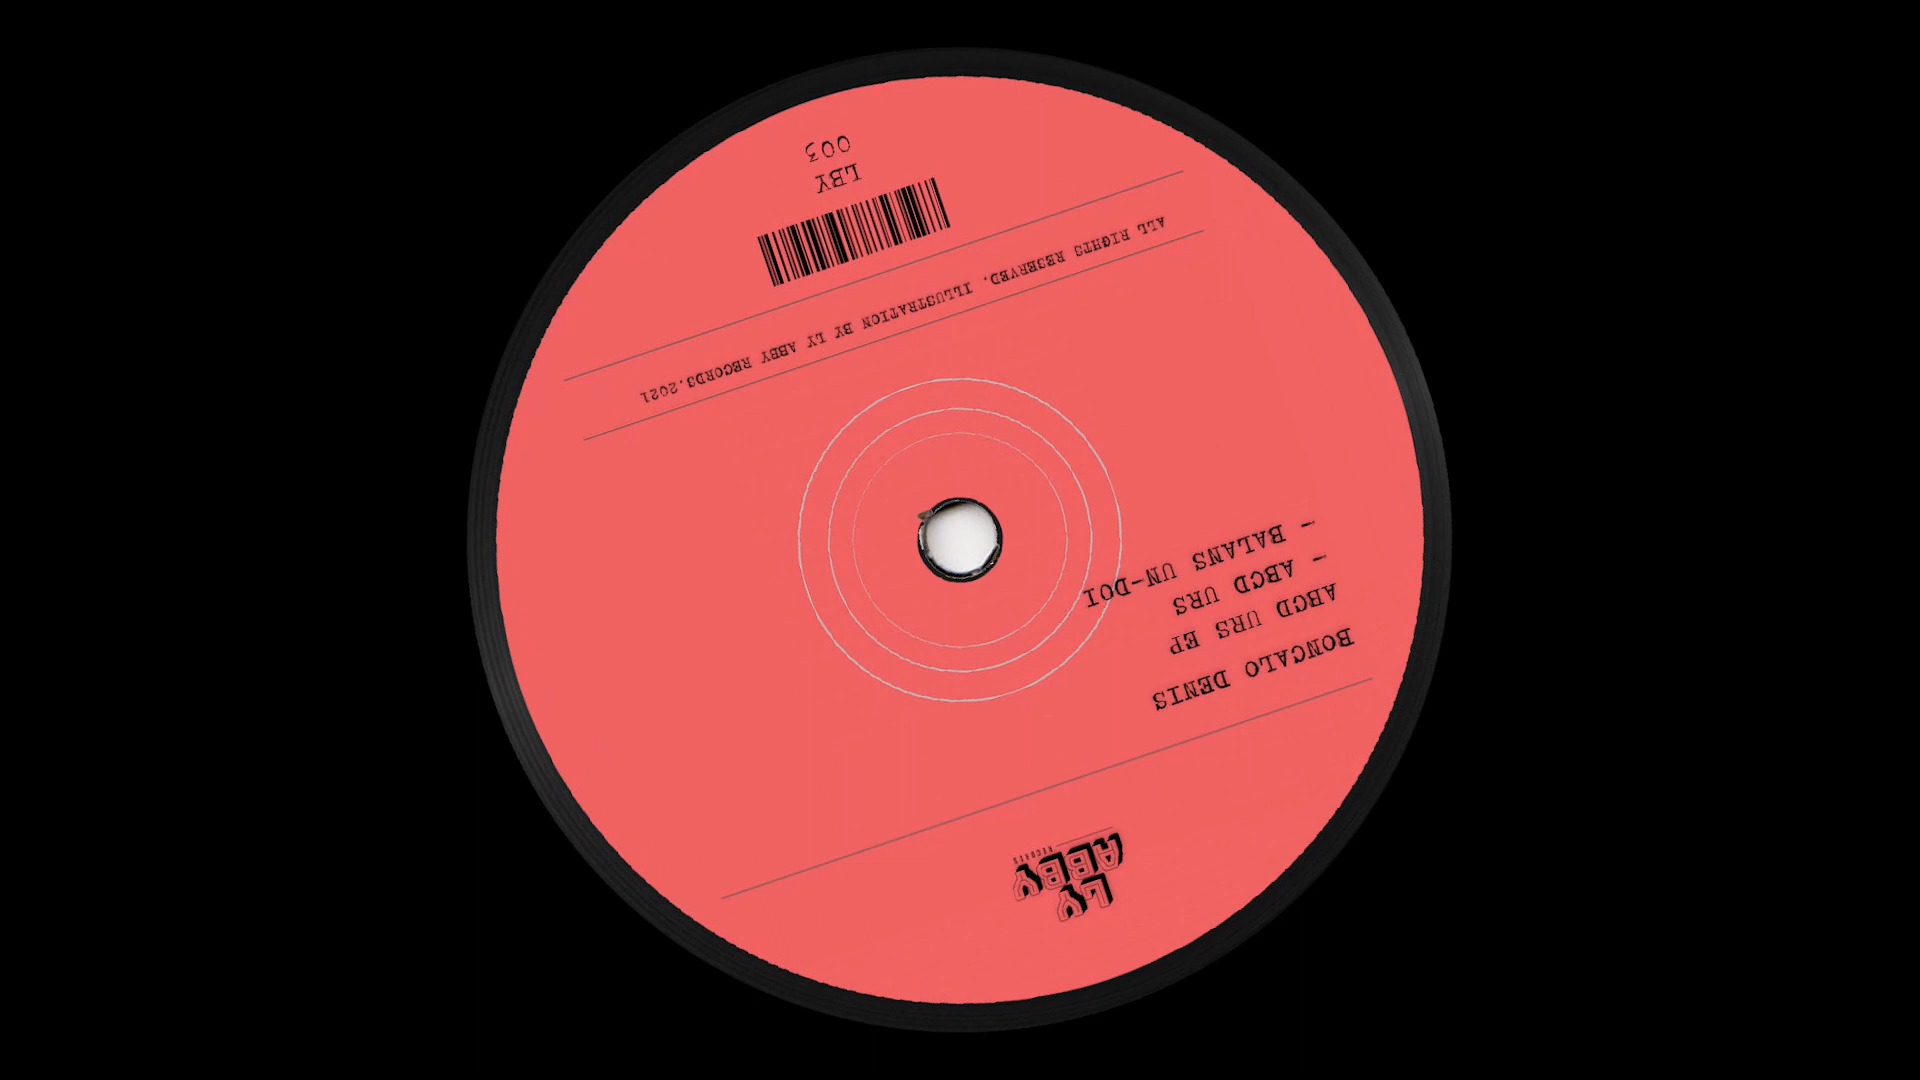 LY
ABBY
RECORDS
BONCALO DENIS
ABCD URS EP
- ABCD URS
- BALANS UN-DOI
ALL RIGHTS RESERVED. ILLUSTRATION BY LY ABBY RECORDS.2021
LBY
003